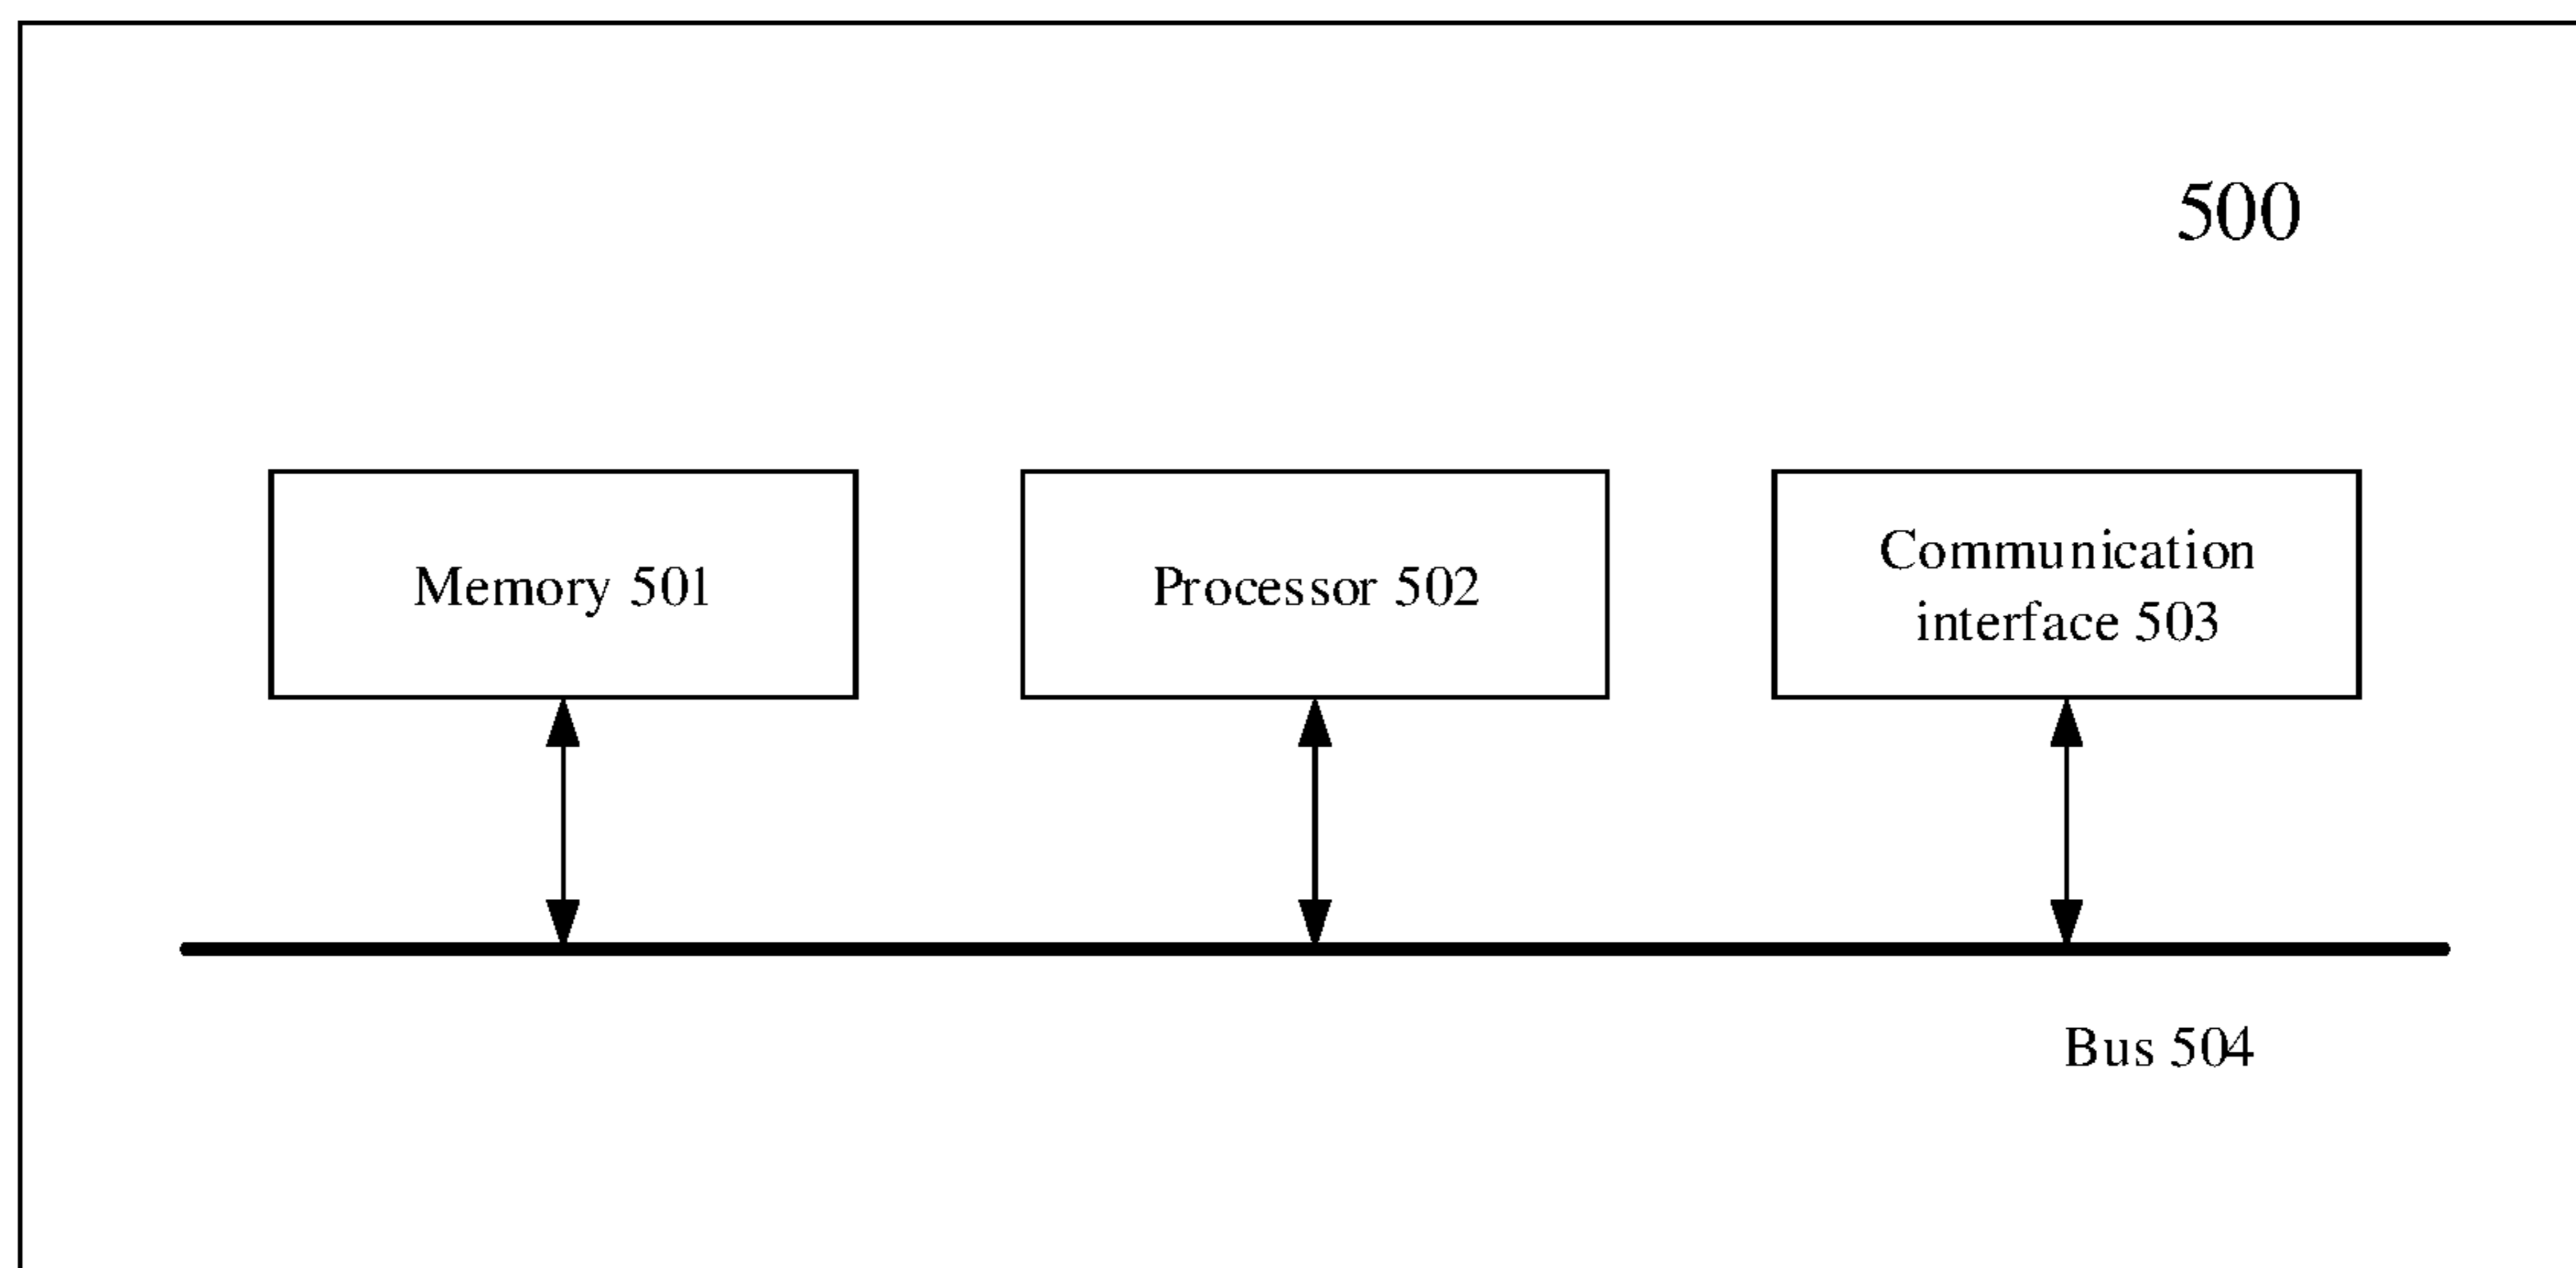 500
Memory 501
Processor 502
Communication
interface 503
Bus 504